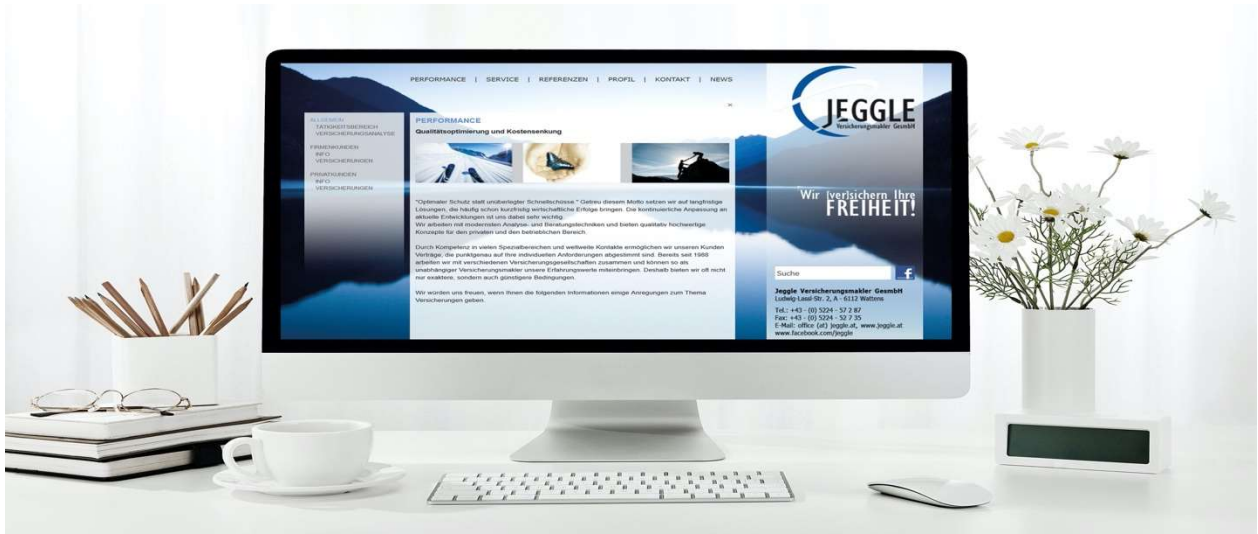 PERFORMANCE | SERVICE | REFERENZEN | PROFIL | KONTAKT | NEWS
ALLGEMEIN
TÄTIGKEITSBEREICH
VERSICHERUNGSANALYSE
FIRMENKUNDEN
INFO
VERSICHERUNGEN
PRIVATKUNDEN
INFO
VERSICHERUNGEN
PERFORMANCE
Qualitätsoptimierung und Kostensenkung
"Optimaler Schutz statt unüberlegter Schnellschüsse." Getreu diesem Motto setzen wir auf langfristige
Lösungen, die häufig schon kurzfristig wirtschaftliche Erfolge bringen. Die kontinuierliche Anpassung an
aktuelle Entwicklungen ist uns dabei sehr wichtig.
Wir arbeiten mit modernsten Analyse- und Beratungstechniken und bieten qualitativ hochwertige
Konzepte für den privaten und den betrieblichen Bereich.
Durch Kompetenz in vielen Spezialbereichen und weltweite Kontakte ermöglichen wir unseren Kunden
Verträge, die punktgenau auf Ihre individuellen Anforderungen abgestimmt sind. Bereits seit 1988
arbeiten wir mit verschiedenen Versicherungsgesellschaften zusammen und können so als
unabhängiger Versicherungsmakler unsere Erfahrungswerte miteinbringen. Deshalb bieten wir oft nicht
nur exaktere, sondern auch günstigere Bedingungen.
Wir würden uns freuen, wenn Ihnen die folgenden Informationen einige Anregungen zum Thema
Versicherungen geben.
JEGGLE
Versicherungsmakler GesmbH
Wir (ver)sichern Ihre
FREIHEIT!
Suche
f
Jeggle Versicherungsmakler GesmbH
Ludwig-Lassl-Str. 2, A - 6112 Wattens
Tel.: +43 - (0) 5224 - 57 2 87
Fax: +43 - (0) 5224 - 52 7 35
E-Mail: office (at) jeggle.at, www.jeggle.at
www.facebook.com/jeggle